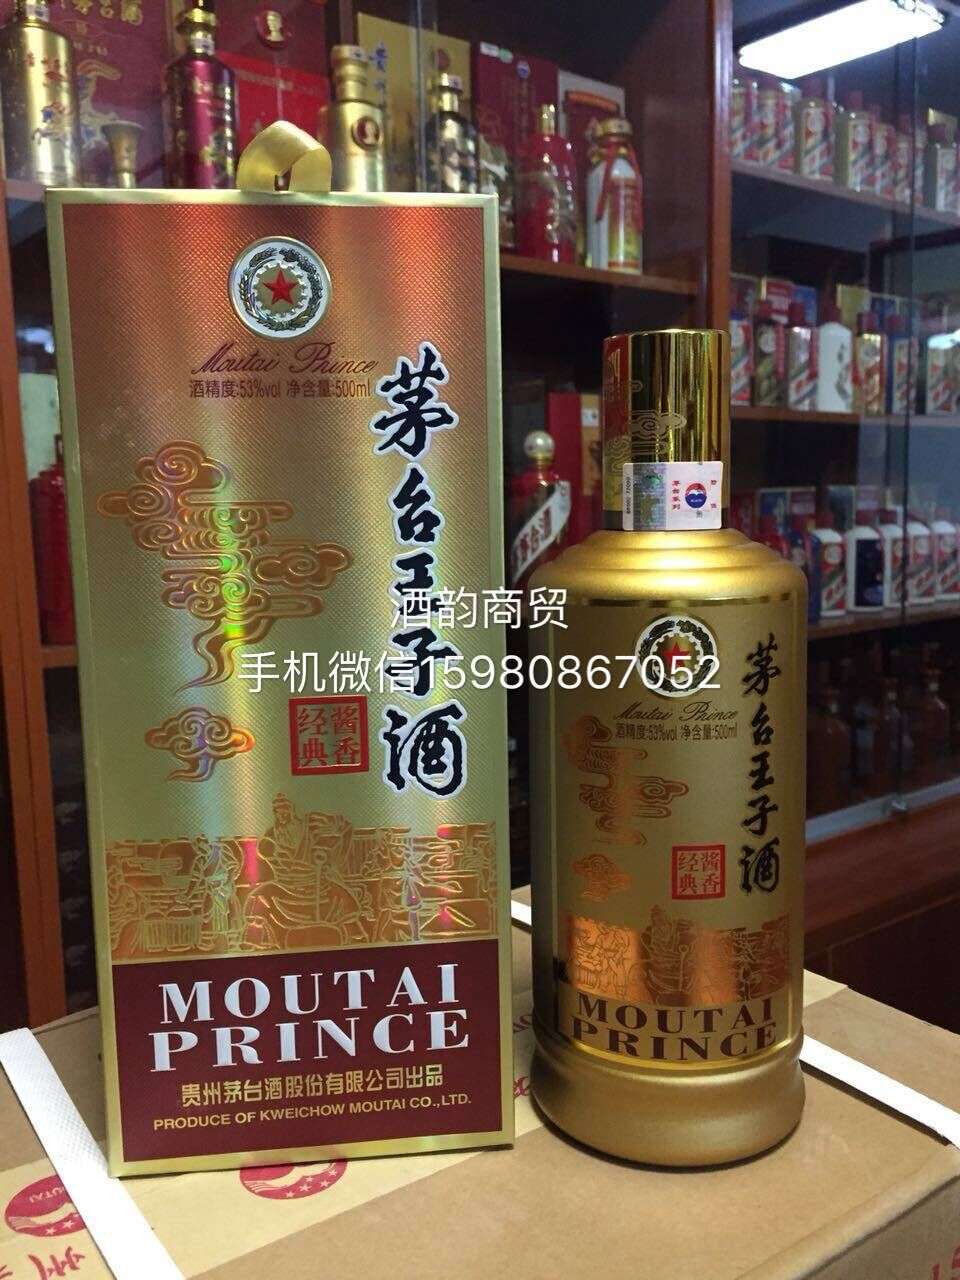 Moutai Prince
酒精度:53%vol 净含量:500ml
茅台王子酒
酱香
经典
MOUTAI
PRINCE
贵州茅台酒股份有限公司出品
PRODUCE OF KWEICHOW MOUTAI CO.,LTD.
酒韵商贸
手机微信15980867052
Moutai Prince
酒精度:53%vol 净含量:500ml
茅台王子酒
酱香
经典
MOUTAI
PRINCE
MOUTAI